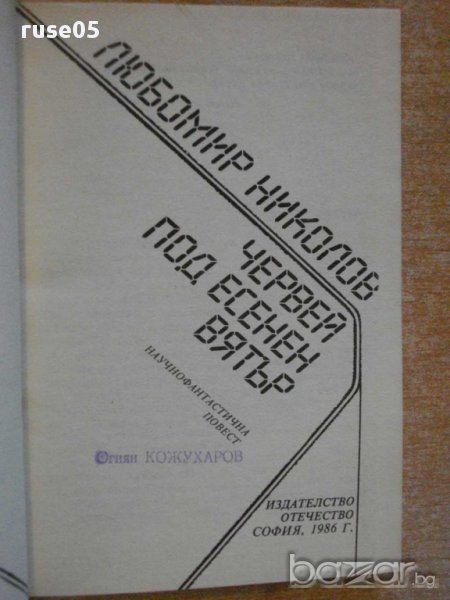 ruse05
ЛЮБОМИР НИКОЛОВ
ЧЕРВЕЙ
ПОД ЕСЕНЕН
ВЯТЪР
НАУЧНОФАНТАСТИЧНА
ПОВЕСТ
Огнян КОЖУХАРОВ
ИЗДАТЕЛСТВО
ОТЕЧЕСТВО
СОФИЯ, 1986 Г.
bazar.bg